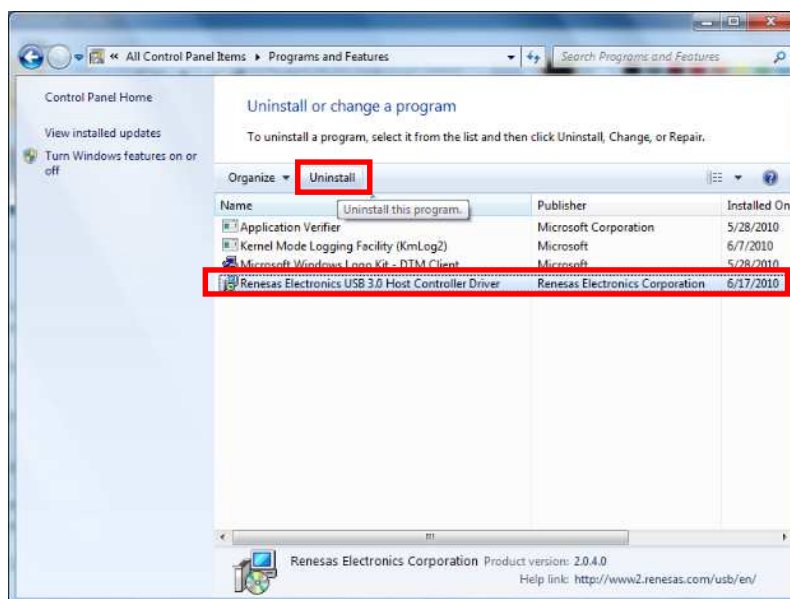 « All Control Panel Items ▸ Programs and Features
Search Programs and Features
Control Panel Home
View installed updates
Turn Windows features on or
off
Uninstall or change a program
To uninstall a program, select it from the list and then click Uninstall, Change, or Repair.
Organize Uninstall
Uninstall this program.
Name Publisher Installed On
Application Verifier Microsoft Corporation 5/28/2010
Kernel Mode Logging Facility (KmLog2) Microsoft 6/7/2010
Microsoft Windows Logo Kit - DTM Client Microsoft 5/28/2010
Renesas Electronics USB 3.0 Host Controller Driver Renesas Electronics Corporation 6/17/2010
Renesas Electronics Corporation Product version: 2.0.4.0
Help link: http://www2.renesas.com/usb/en/